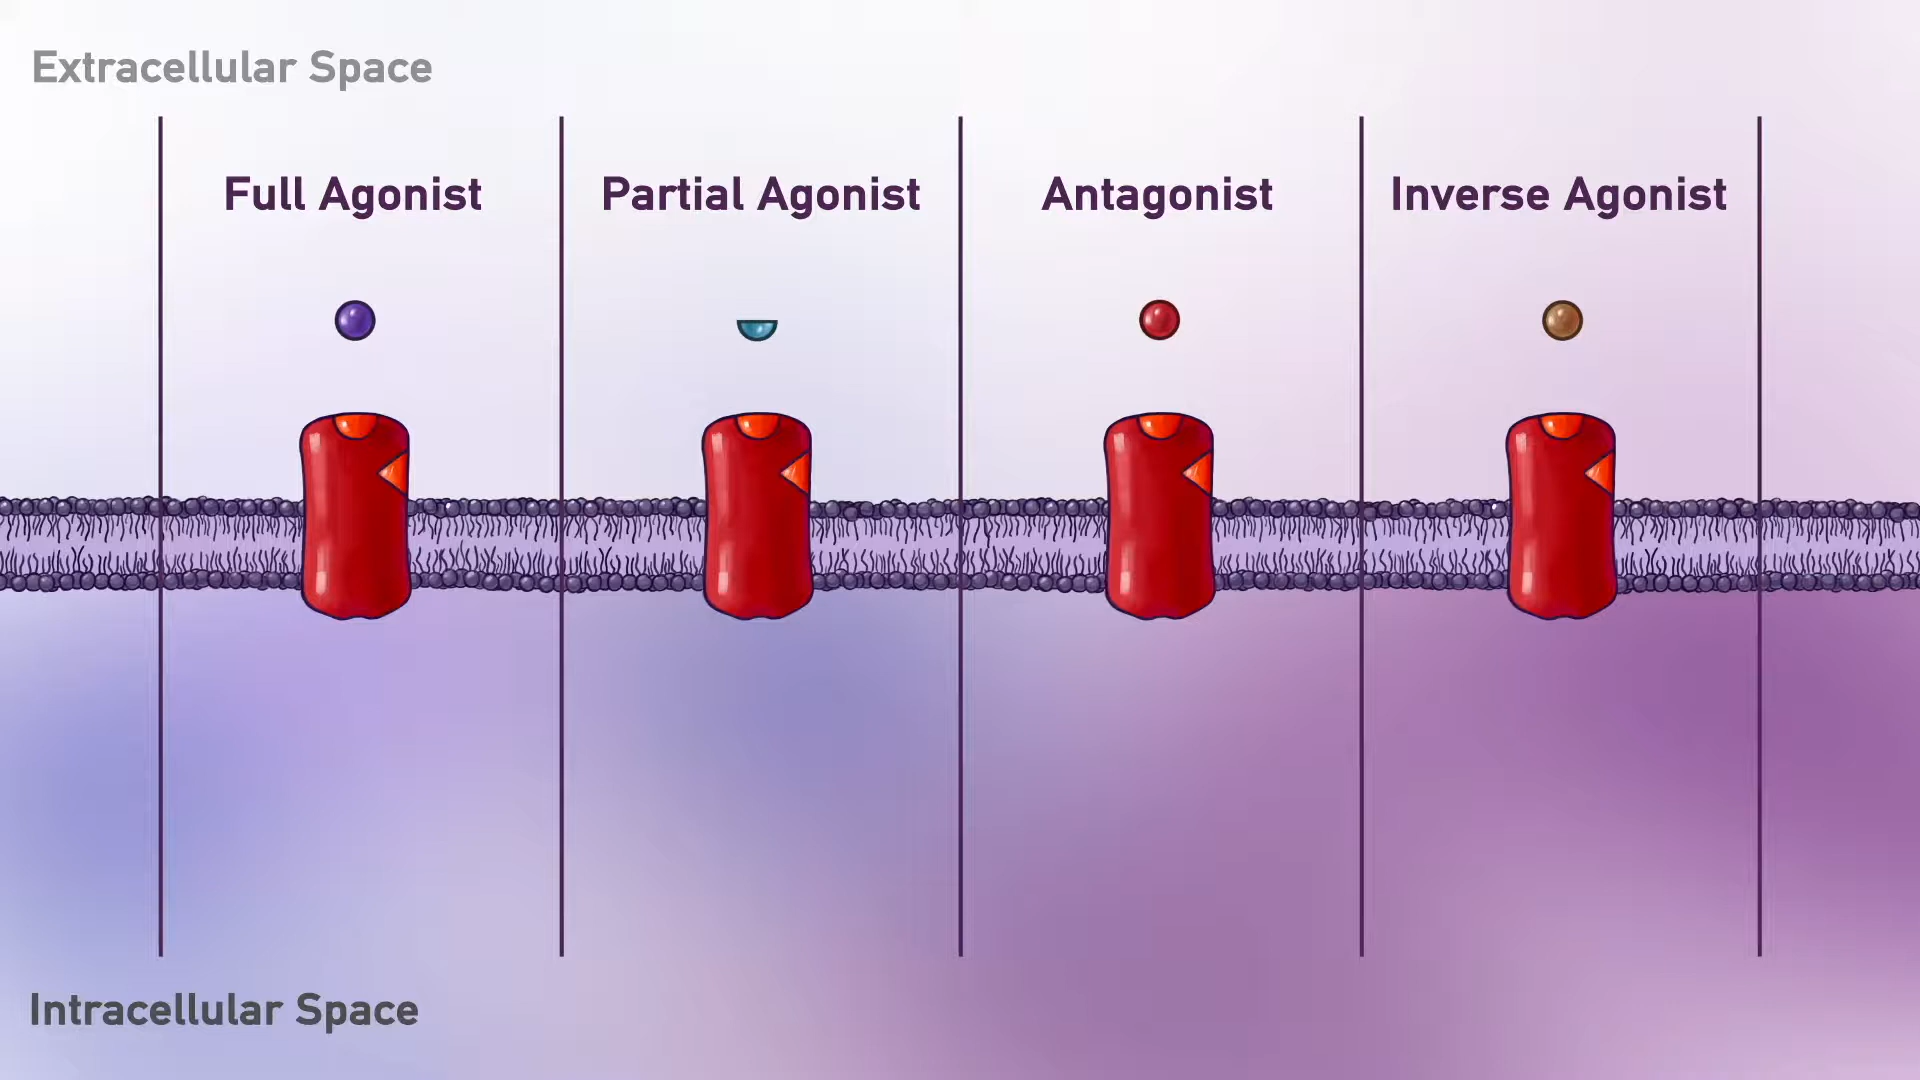 Extracellular Space
Full Agonist
Partial Agonist
Antagonist
Inverse Agonist
Intracellular Space